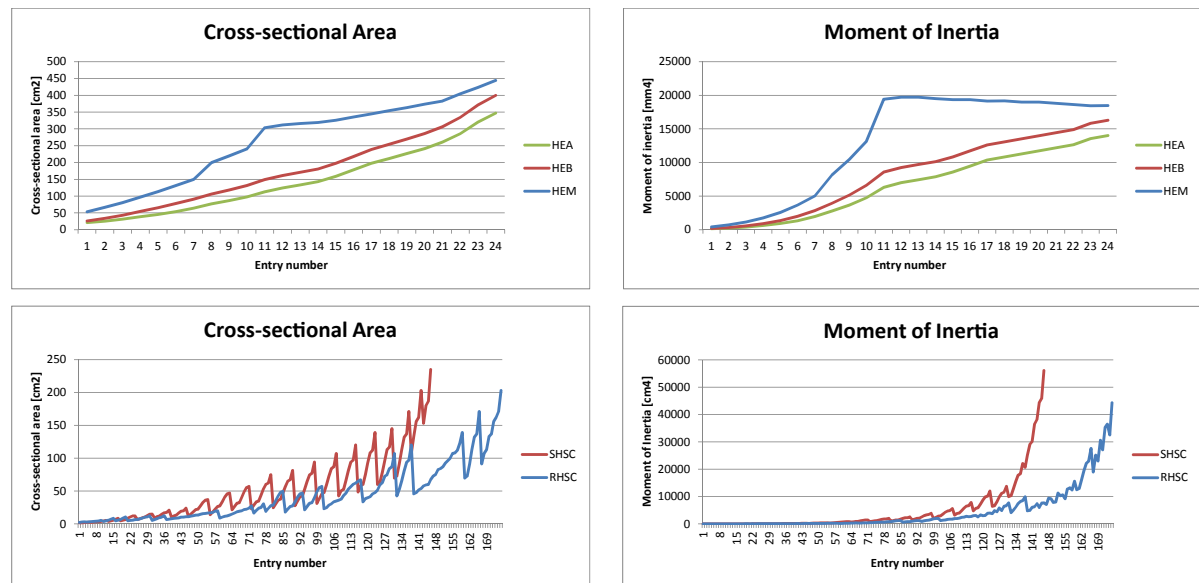 Cross-sectional Area
Cross-sectional area [cm2]
500
450
400
350
300
250
200
150
100
50
0
1 2 3 4 5 6 7 8 9 10 11 12 13 14 15 16 17 18 19 20 21 22 23 24
Entry number
HEA
HEB
HEM
Moment of Inertia
Moment of inertia [mm4]
25000
20000
15000
10000
5000
0
1 2 3 4 5 6 7 8 9 10 11 12 13 14 15 16 17 18 19 20 21 22 23 24
Entry number
HEA
HEB
HEM
Cross-sectional Area
Cross-sectional area [cm2]
250
200
150
100
50
0
1 8 15 22 29 36 43 50 57 64 71 78 85 92 99 106 113 120 127 134 141 148 155 162 169
Entry number
SHSC
RHSC
Moment of Inertia
Moment of Inertia [cm4]
60000
50000
40000
30000
20000
10000
0
1 8 15 22 29 36 43 50 57 64 71 78 85 92 99 106 113 120 127 134 141 148 155 162 169
Entry number
SHSC
RHSC